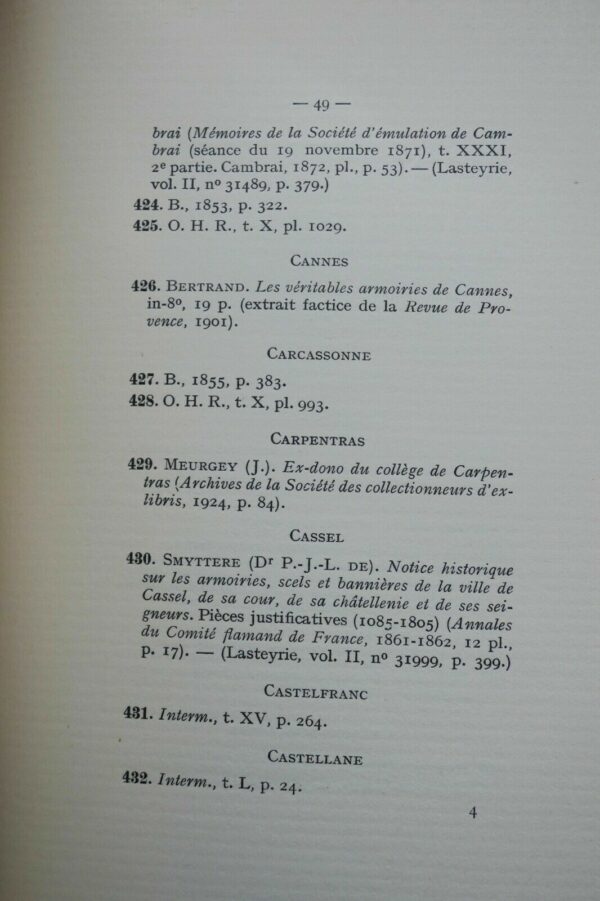 — 49 —
brai (Mémoires de la Société d'émulation de Cam-
brai (séance du 19 novembre 1871), t. XXXI,
2e partie. Cambrai, 1872, pl., p. 53). — (Lasteyrie,
vol. II, no 31489, p. 379.)
424. B., 1853, p. 322.
425. O. H. R., t. X, pl. 1029.
CANNES
426. BERTRAND. Les véritables armoiries de Cannes,
in-8o, 19 p. (extrait factice de la Revue de Pro-
vence, 1901).
CARCASSONNE
427. B., 1855, p. 383.
428. O. H. R., t. X, pl. 993.
CARPENTRAS
429. MEURGEY (J.). Ex-dono du collège de Carpen-
tras (Archives de la Société des collectionneurs d'ex-
libris, 1924, p. 84).
CASSEL
430. SMYTTERE (Dr P.-J.-L. DE). Notice historique
sur les armoiries, scels et bannières de la ville de
Cassel, de sa cour, de sa châtellenie et de ses sei-
gneurs. Pièces justificatives (1085-1805) (Annales
du Comité flamand de France, 1861-1862, 12 pl.,
p. 17). — (Lasteyrie, vol. II, no 31999, p. 399.)
CASTELFRANC
431. Interm., t. XV, p. 264.
CASTELLANE
432. Interm., t. L, p. 24.
4